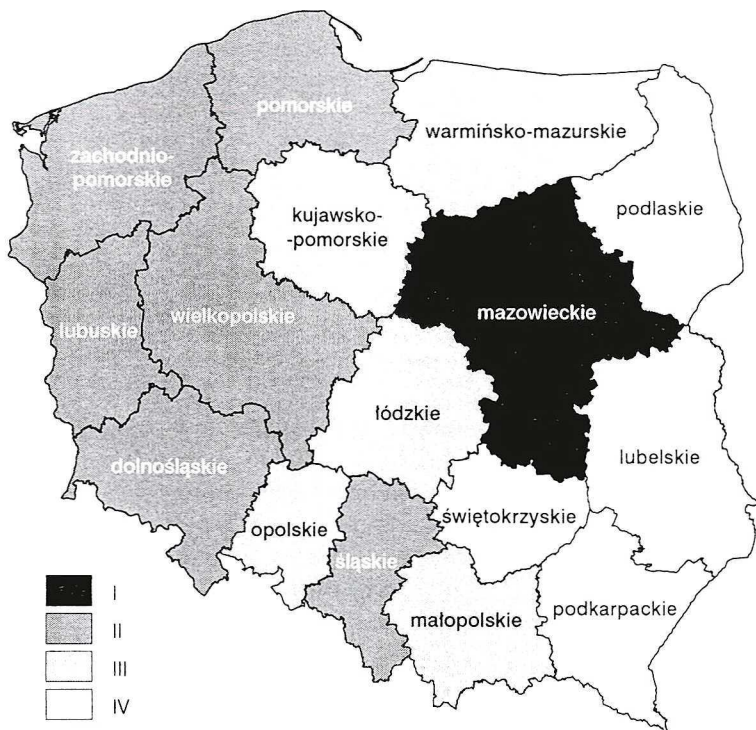 pomorskie
warmińsko-mazurskie
zachodnio-
pomorskie
podlaskie
kujawsko-
-pomorskie
lubuskie
wielkopolskie
mazowieckie
łódzkie
dolnośląskie
lubelskie
opolskie
śląskie
świętokrzyskie
małopolskie
podkarpackie
I
II
III
IV